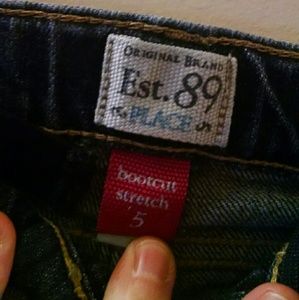 ORIGINAL BRAND
Est. 89
PLACE
bootcut
stretch
5